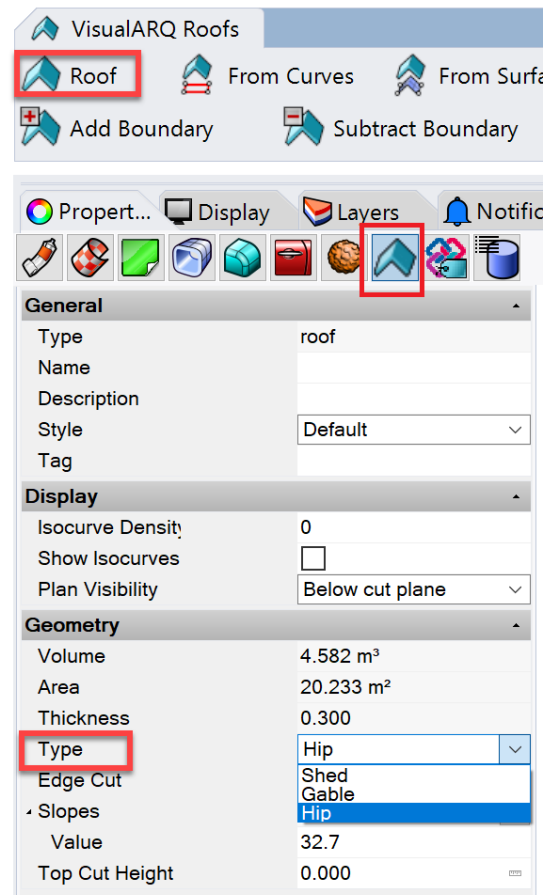 VisualARQ Roofs
Roof From Curves From Surfa
Add Boundary Subtract Boundary
Propert... Display Layers Notific
General
Type roof
Name
Description
Style Default
Tag
Display
Isocurve Density 0
Show Isocurves
Plan Visibility Below cut plane
Geometry
Volume 4.582 m³
Area 20.233 m²
Thickness 0.300
Type Hip
Shed
Edge Cut Gable
Slopes Hip
Value 32.7
Top Cut Height 0.000